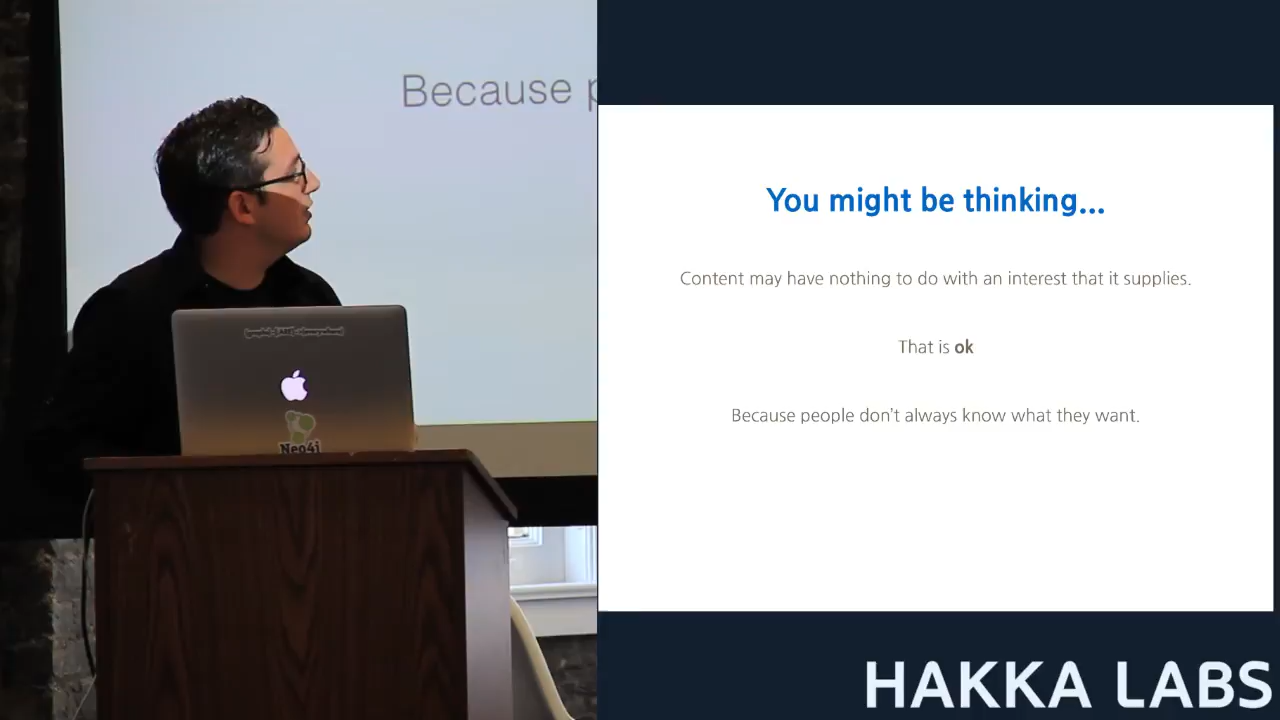 Because
You might be thinking...
Content may have nothing to do with an interest that it supplies.
That is ok
Because people don't always know what they want.
Neo4j
HAKKA LABS